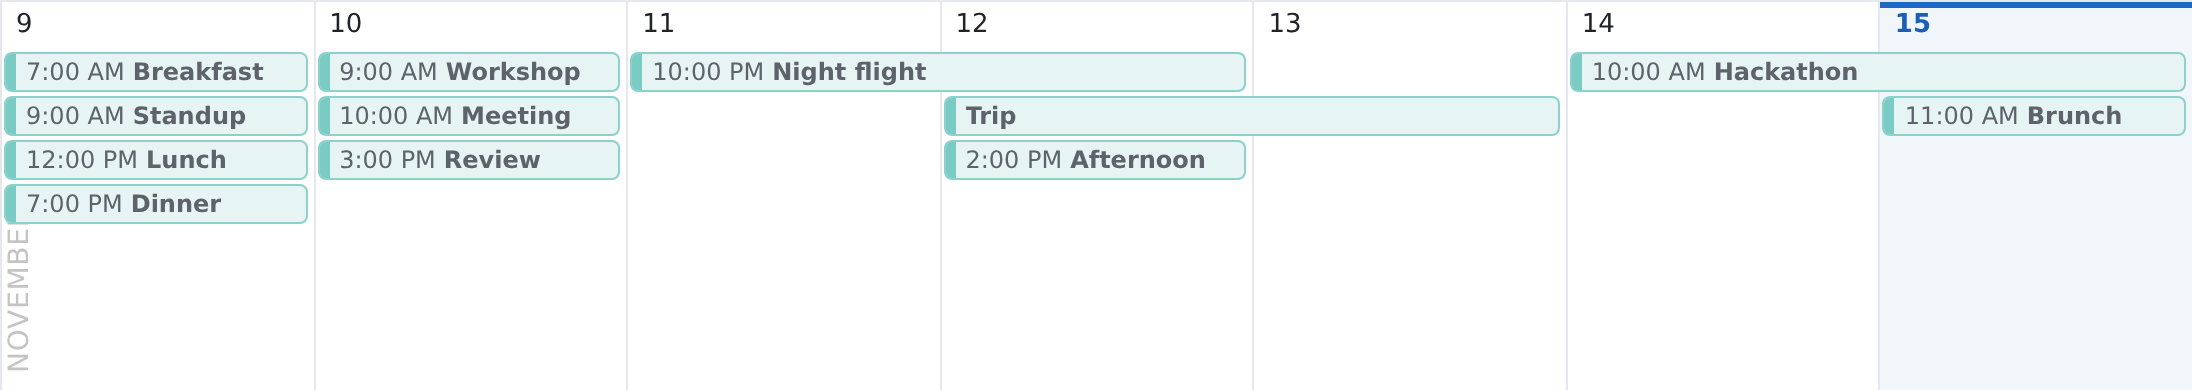 9
10
11
12
13
14
15
7:00 AM Breakfast
9:00 AM Workshop
10:00 PM Night flight
10:00 AM Hackathon
9:00 AM Standup
10:00 AM Meeting
Trip
11:00 AM Brunch
12:00 PM Lunch
3:00 PM Review
2:00 PM Afternoon
7:00 PM Dinner
NOVEMBE